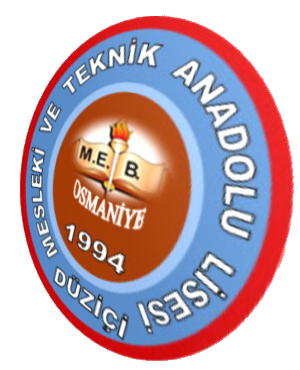 DÜZİÇİ MESLEKİ VE TEKNİK ANADOLU LİSESİ
M.E. B.
OSMANİYE
1994